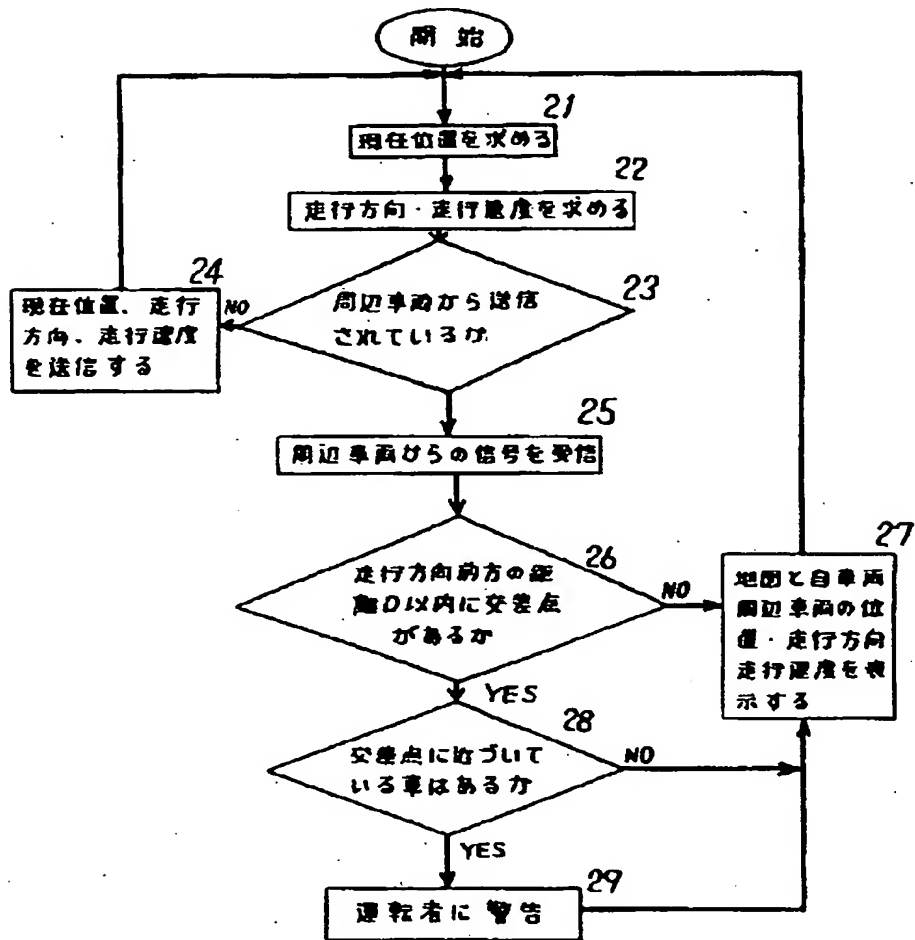 開始
21
現在位置を求める
22
走行方向・走行速度を求める
23
周辺車両から送信
されているか
24
現在位置、走行
方向、走行速度
を送信する
NO
25
周辺車両からの信号を受信
26
走行方向前方の距
離D以内に交差点
があるか
NO
YES
27
地図と自車両
周辺車両の位
置・走行方向
走行速度を表
示する
28
交差点に近づいて
いる車はあるか
NO
YES
29
運転者に警告